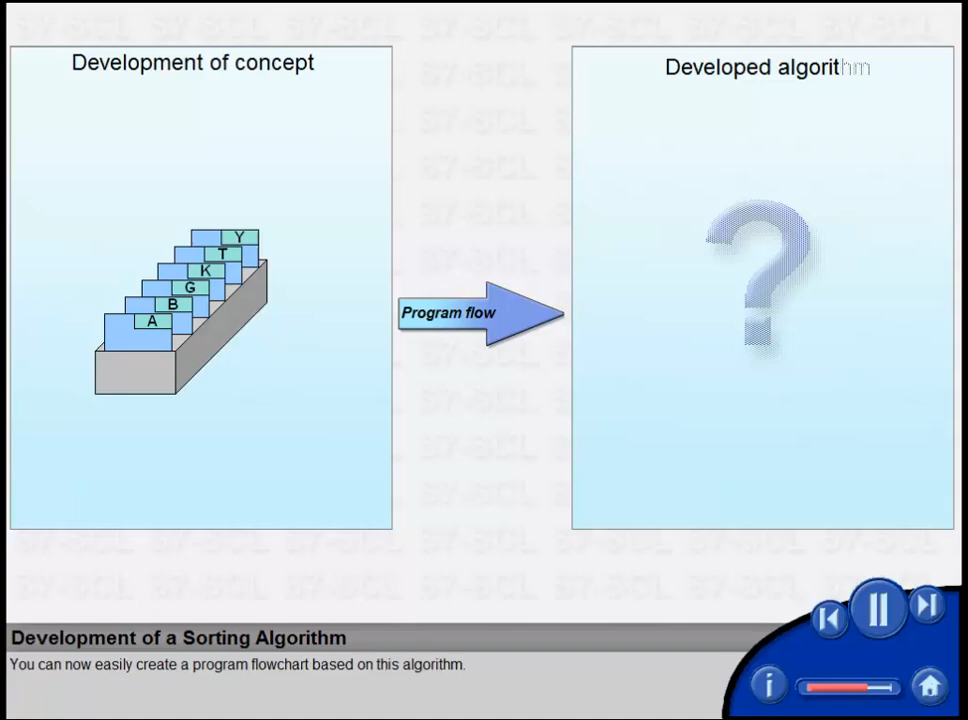 Development of concept
Developed algorithm
Y
T
K
G
B
A
Program flow
Development of a Sorting Algorithm
You can now easily create a program flowchart based on this algorithm.